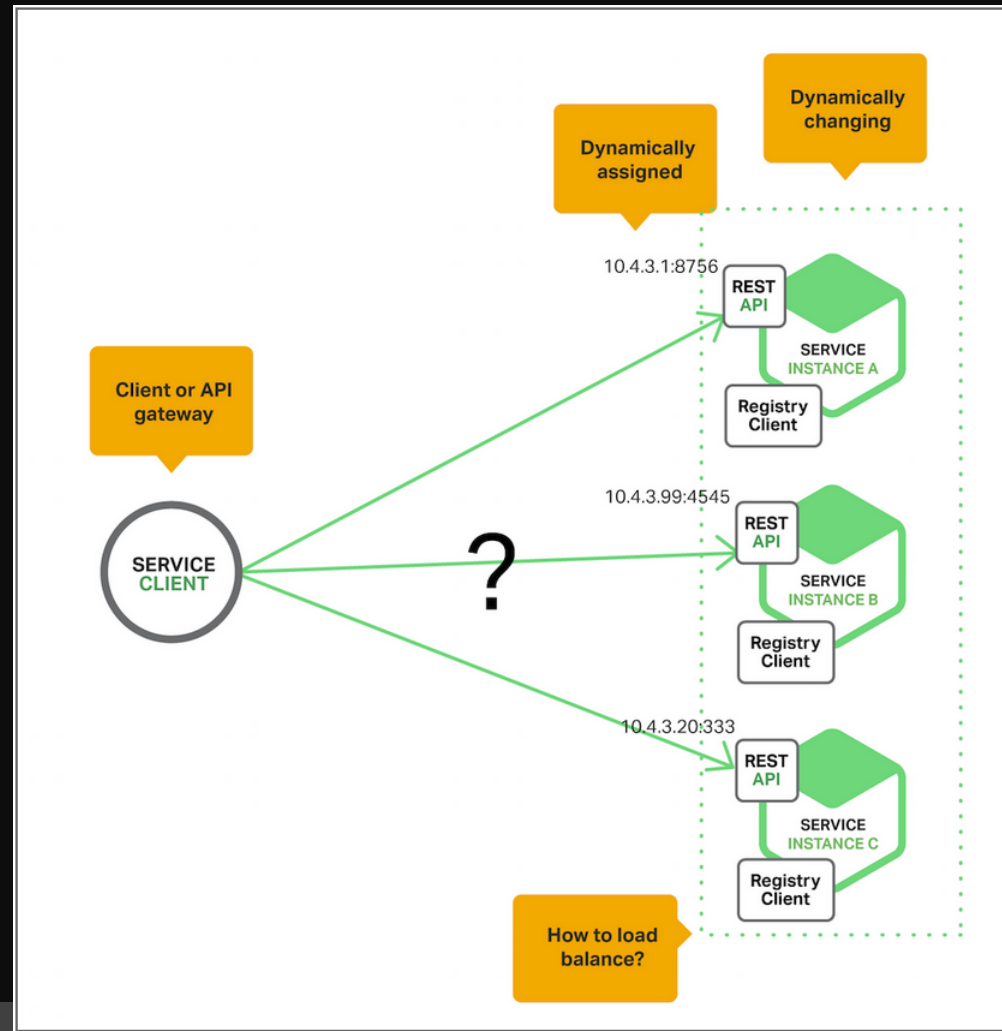 Dynamically
changing
Dynamically
assigned
10.4.3.1:8756
REST
API
SERVICE
INSTANCE A
Registry
Client
Client or API
gateway
10.4.3.99:4545
REST
API
SERVICE
CLIENT
?
SERVICE
INSTANCE B
Registry
Client
10.4.3.20:333
REST
API
SERVICE
INSTANCE C
Registry
Client
How to load
balance?